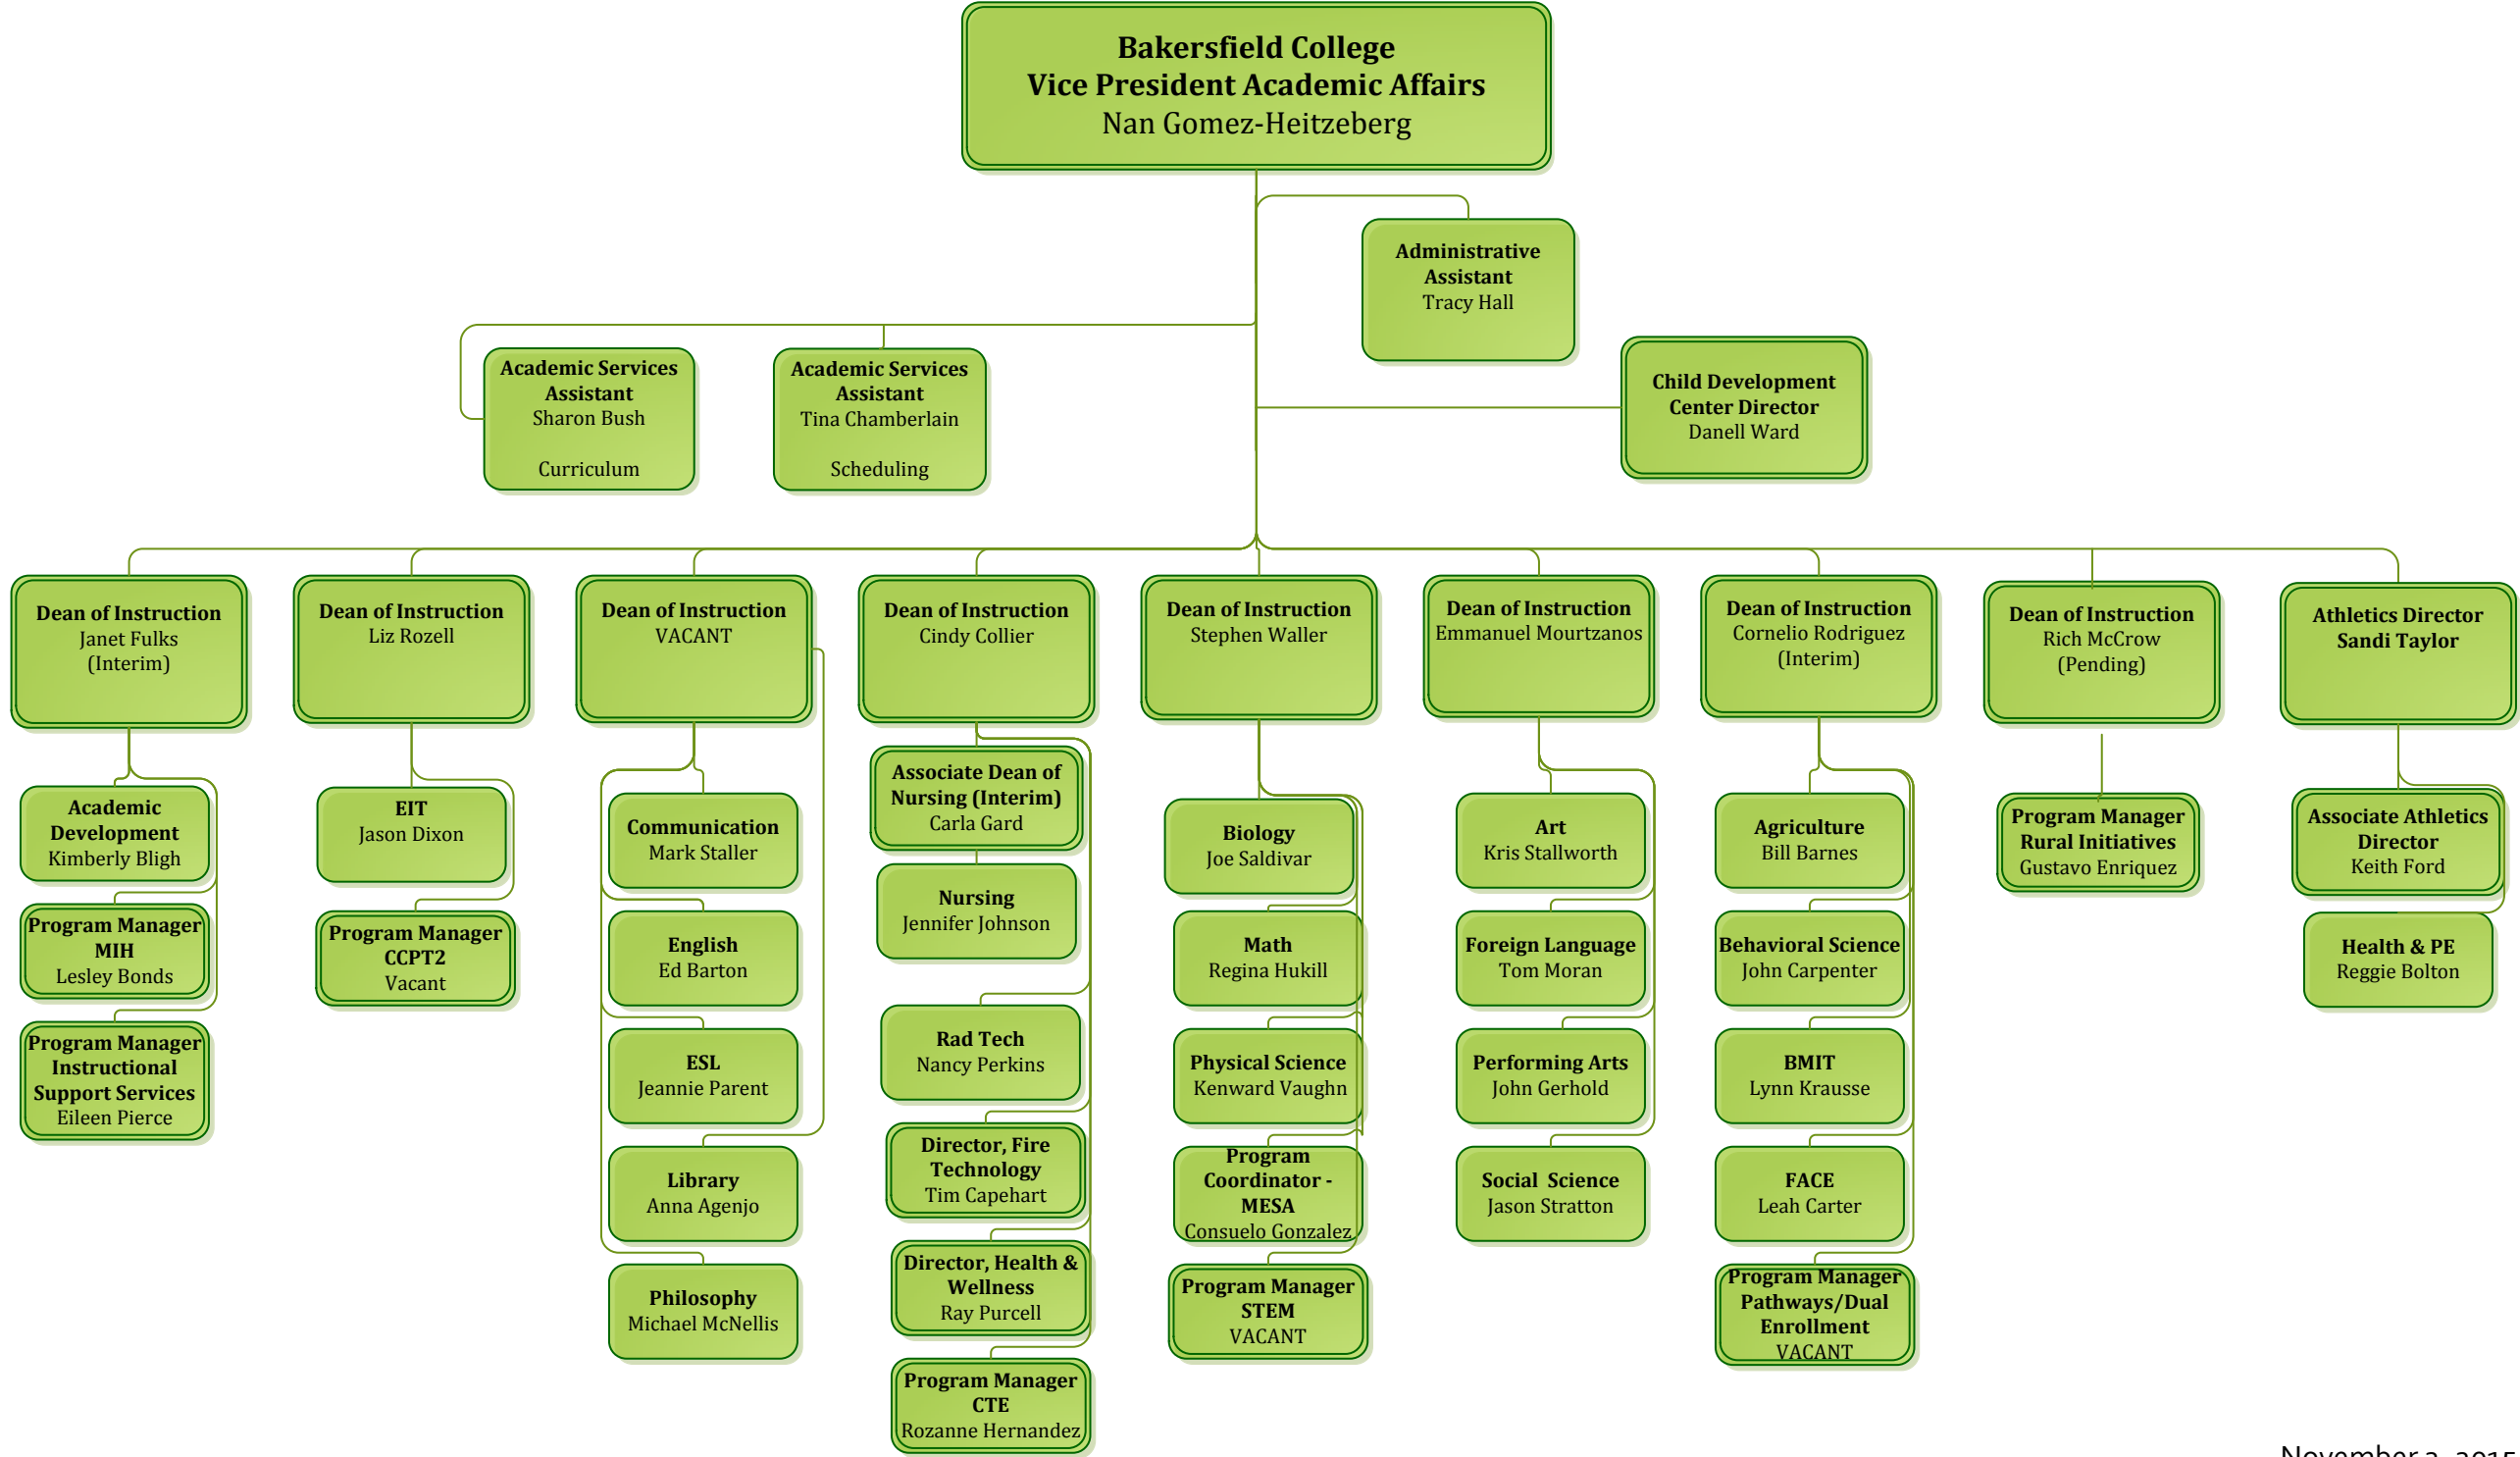 Bakersfield College
Vice President Academic Affairs
Nan Gomez-Heitzeberg
Administrative
Assistant
Tracy Hall
Academic Services
Assistant
Sharon Bush
Curriculum
Academic Services
Assistant
Tina Chamberlain
Scheduling
Child Development
Center Director
Danell Ward
Dean of Instruction
Janet Fulks
(Interim)
Dean of Instruction
Liz Rozell
Dean of Instruction
VACANT
Dean of Instruction
Cindy Collier
Dean of Instruction
Stephen Waller
Dean of Instruction
Emmanuel Mourtzanos
Dean of Instruction
Cornelio Rodriguez
(Interim)
Dean of Instruction
Rich McCrow
(Pending)
Athletics Director
Sandi Taylor
Academic
Development
Kimberly Bligh
Program Manager
MIH
Lesley Bonds
Program Manager
Instructional
Support Services
Eileen Pierce
EIT
Jason Dixon
Program Manager
CCPT2
Vacant
Communication
Mark Staller
English
Ed Barton
ESL
Jeannie Parent
Library
Anna Agenjo
Philosophy
Michael McNellis
Associate Dean of
Nursing (Interim)
Carla Gard
Nursing
Jennifer Johnson
Rad Tech
Nancy Perkins
Director, Fire
Technology
Tim Capehart
Director, Health &
Wellness
Ray Purcell
Program Manager
CTE
Rozanne Hernandez
Biology
Joe Saldivar
Math
Regina Hukill
Physical Science
Kenward Vaughn
Program
Coordinator -
MESA
Consuelo Gonzalez
Program Manager
STEM
VACANT
Art
Kris Stallworth
Foreign Language
Tom Moran
Performing Arts
John Gerhold
Social Science
Jason Stratton
Agriculture
Bill Barnes
Behavioral Science
John Carpenter
BMIT
Lynn Krausse
FACE
Leah Carter
Program Manager
Pathways/Dual
Enrollment
VACANT
Program Manager
Rural Initiatives
Gustavo Enriquez
Associate Athletics
Director
Keith Ford
Health & PE
Reggie Bolton
November 2015